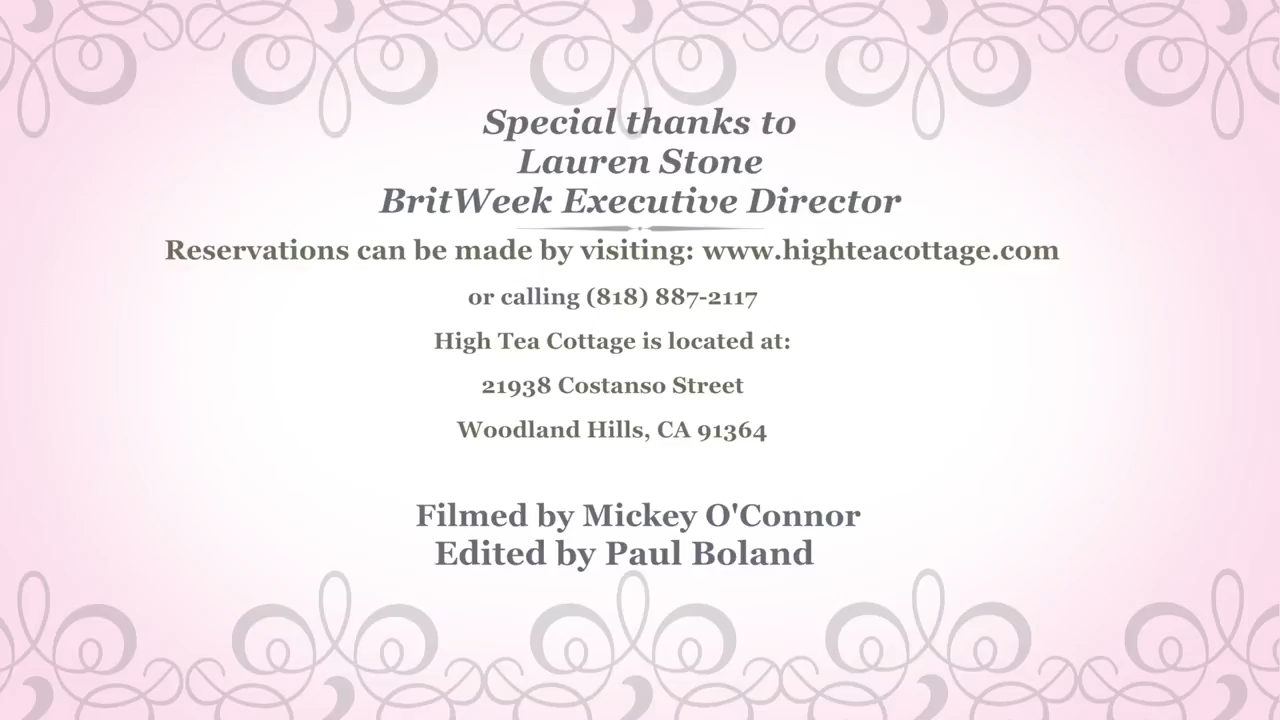 Special thanks to
Lauren Stone
BritWeek Executive Director
Reservations can be made by visiting: www.highteacottage.com
or calling (818) 887-2117
High Tea Cottage is located at:
21938 Costanso Street
Woodland Hills, CA 91364
Filmed by Mickey O'Connor
Edited by Paul Boland